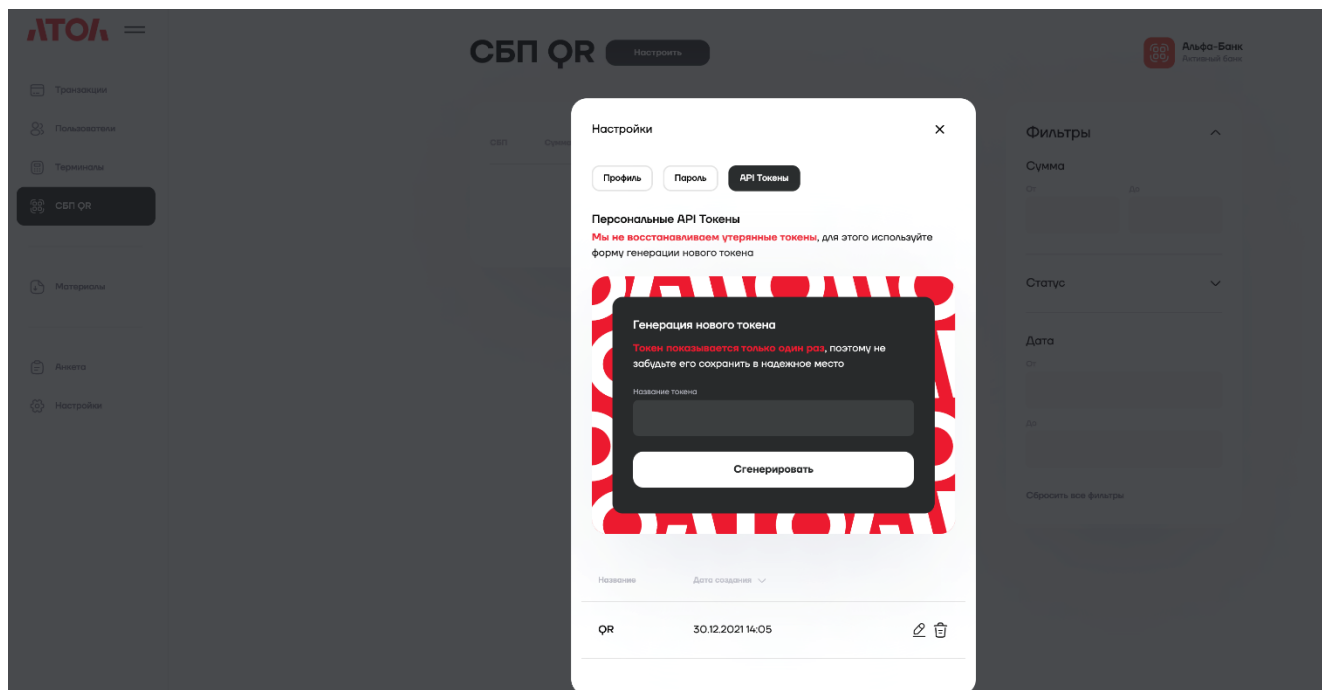 АТОЛ
Транзакции
Пользователи
Терминалы
СБП QR
Материалы
Анкета
Настройки
СБП QR
Настроить
Альфа-Банк
Активный банк
СБП
Настройки
Профиль
Пароль
API Токены
Персональные API Токены
Мы не восстанавливаем утерянные токены, для этого используйте
форму генерации нового токена
Генерация нового токена
Токен показывается только один раз, поэтому не
забудьте его сохранить в надежное место
Название токена
Сгенерировать
Название
Дата создания
QR
30.12.2021 14:05
Фильтры
Сумма
От
До
Статус
Дата
От
До
Сбросить все фильтры